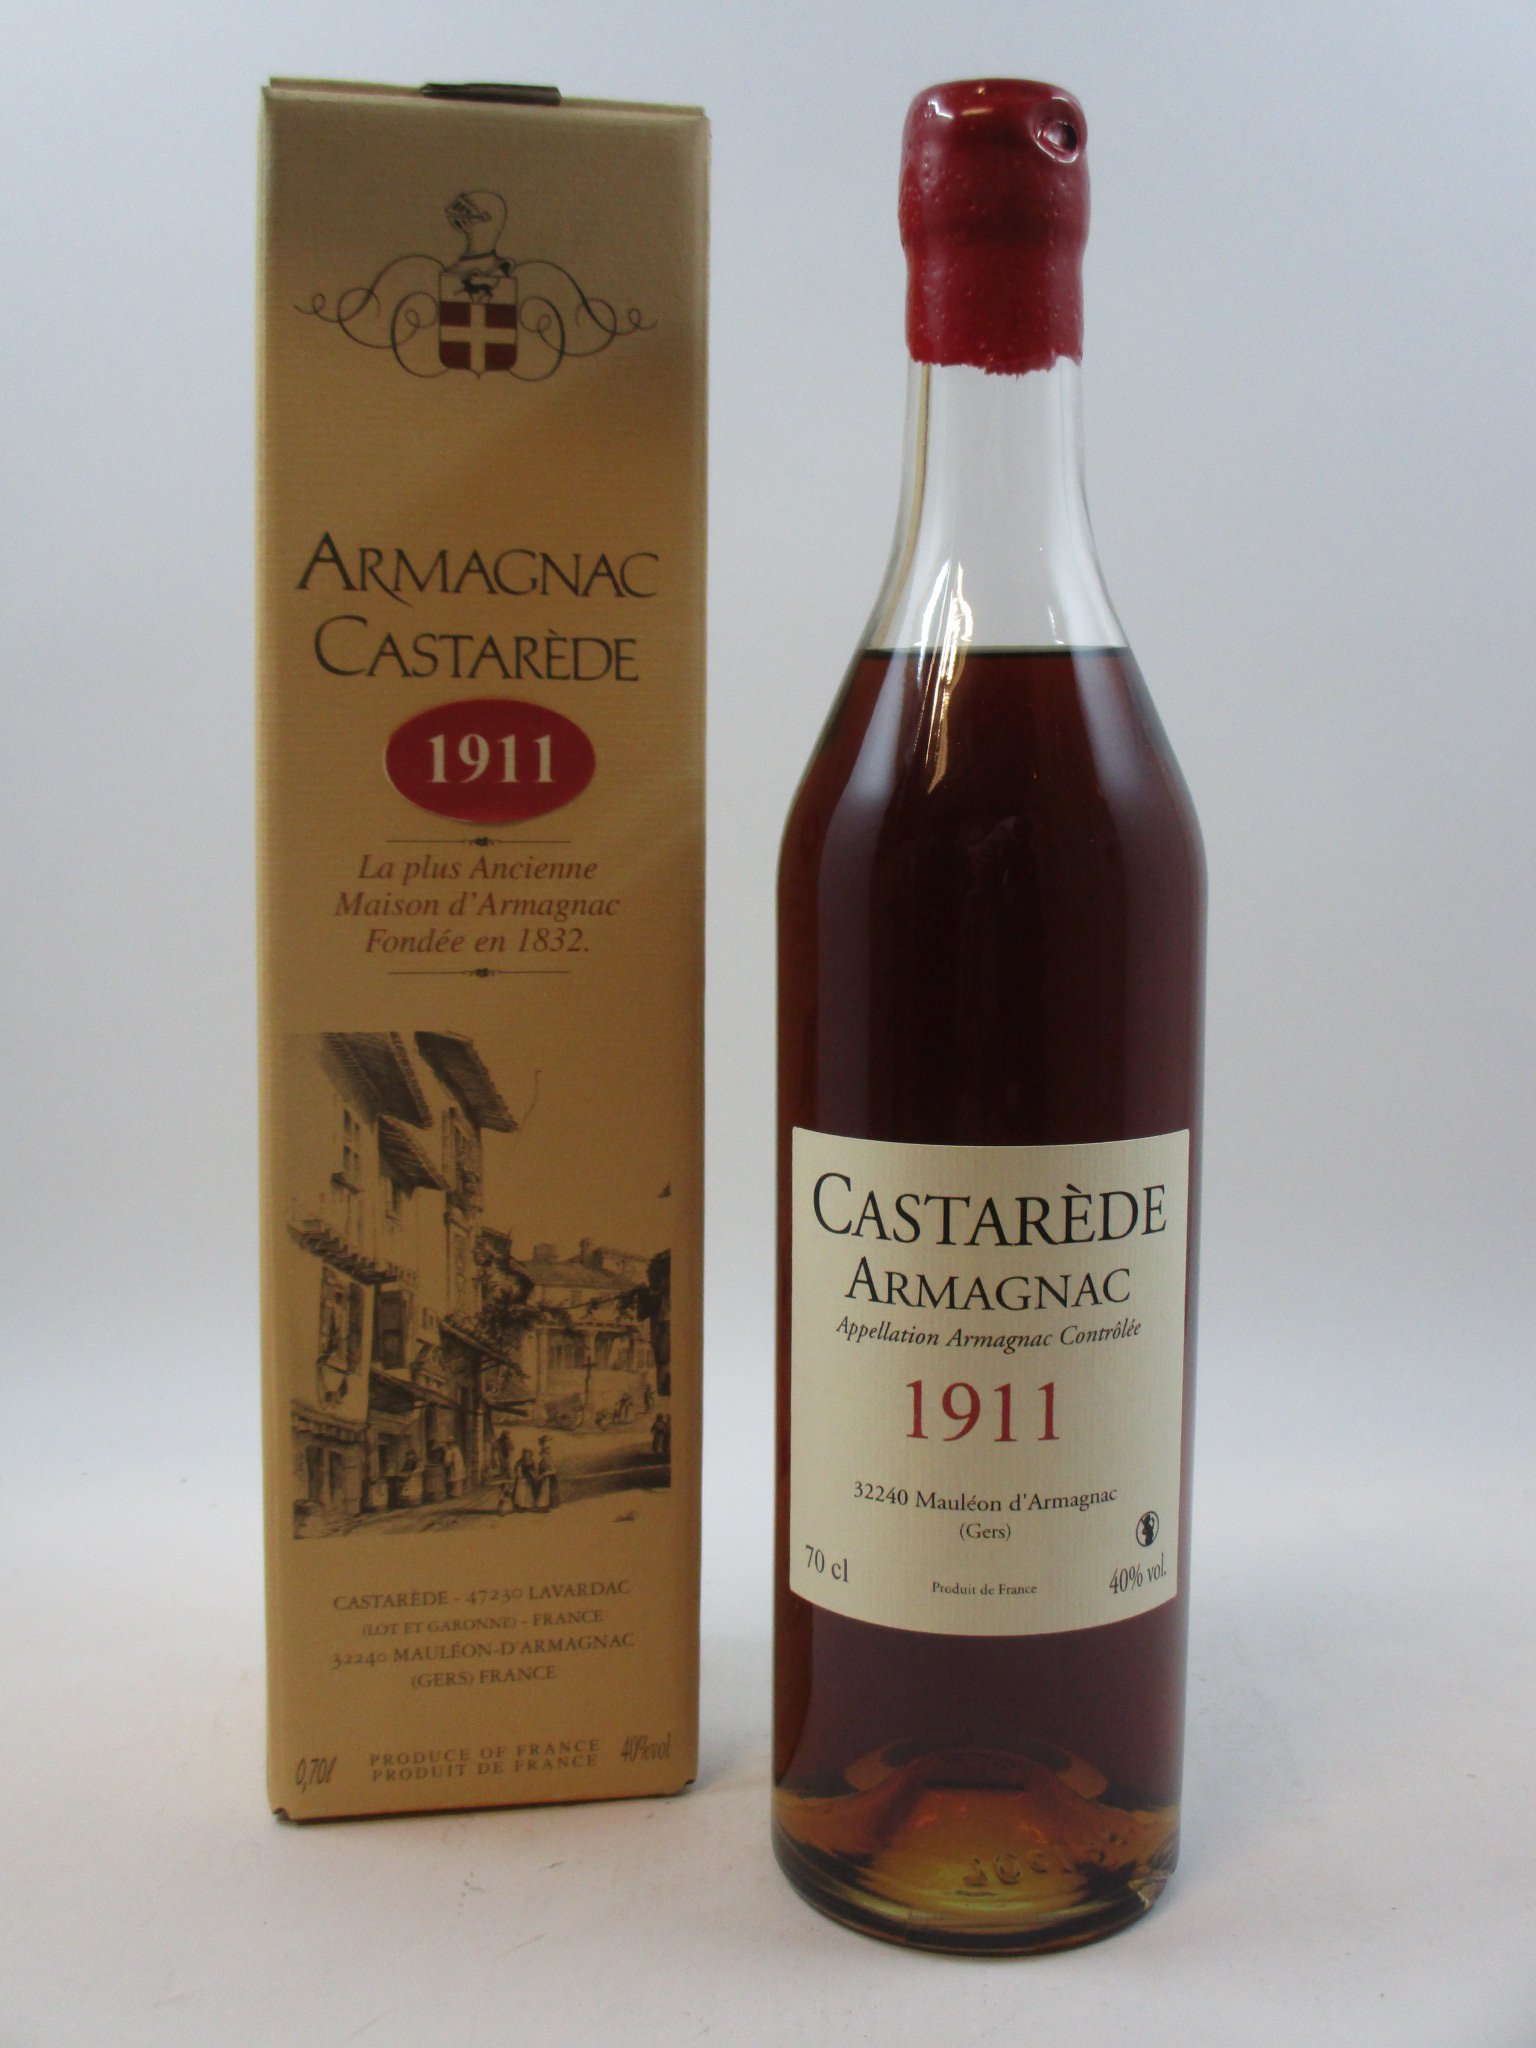 ARMAGNAC
CASTARÈDE
1911
La plus Ancienne
Maison d'Armagnac
Fondée en 1832.
CASTARÈDE - 47230 LAVARDAC
(LOT ET GARONNE) - FRANCE
32240 MAULÉON-D'ARMAGNAC
(GERS) FRANCE
0,70l PRODUCE OF FRANCE 40%vol
PRODUIT DE FRANCE
CASTARÈDE
ARMAGNAC
Appellation Armagnac Contrôlée
1911
32240 Mauléon d'Armagnac
(Gers)
70 cl Produit de France 40% vol.